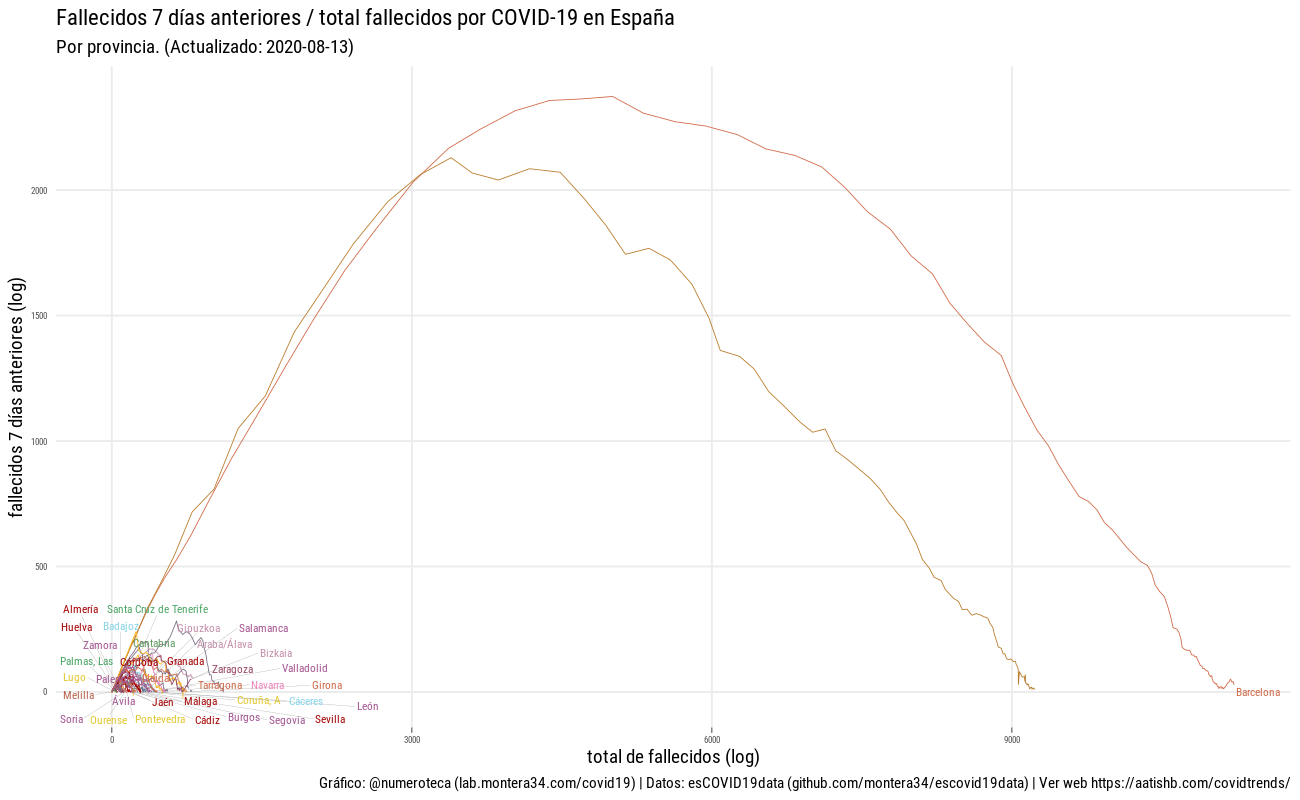 Fallecidos 7 días anteriores / total fallecidos por COVID-19 en España
Por provincia. (Actualizado: 2020-08-13)
fallecidos 7 días anteriores (log)
2000
1500
1000
500
0
Almería
Santa Cruz de Tenerife
Huelva
Badajoz
Gipuzkoa
Salamanca
Zamora
Cantabria
Araba/Álava
Bizkaia
Palmas, Las
Córdoba
Granada
Zaragoza
Valladolid
Lugo
Tarragona
Navarra
Girona
Melilla
Ávila
Jaén
Málaga
Coruña, A
Cáceres
León
Barcelona
Soria
Ourense
Pontevedra
Cádiz
Burgos
Segovia
Sevilla
0
3000
6000
9000
total de fallecidos (log)
Gráfico: @numeroteca (lab.montera34.com/covid19) | Datos: esCOVID19data (github.com/montera34/escovid19data) | Ver web https://aatishb.com/covidtrends/